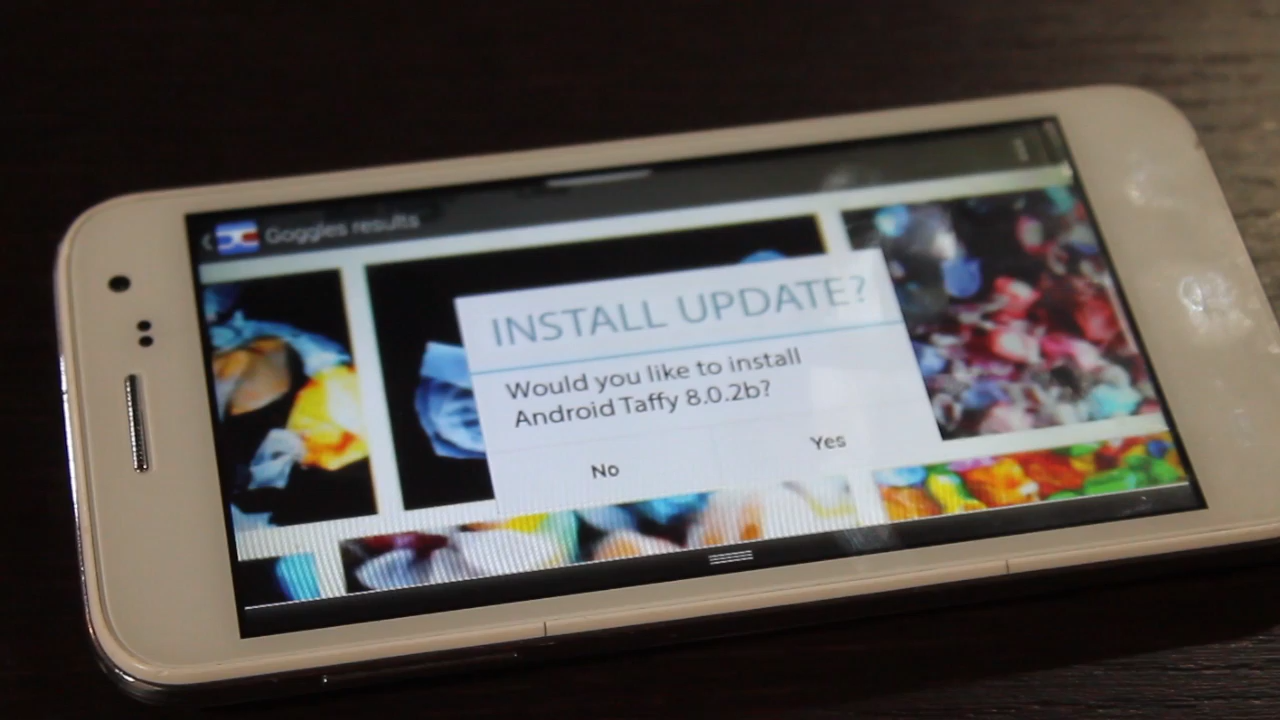 Goggles results
INSTALL UPDATE?
Would you like to install
Android Taffy 8.0.2b?
No
Yes